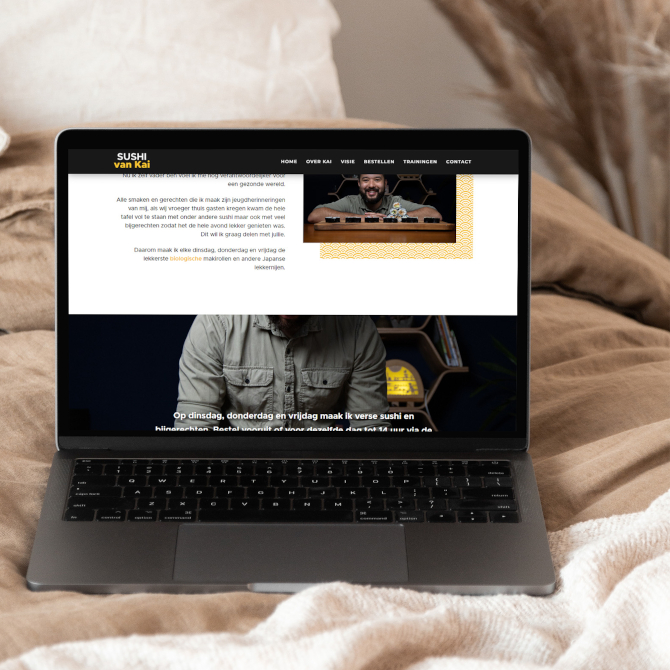 SUSHI
van Kai
HOME OVER KAI VISIE BESTELLEN TRAININGEN CONTACT
Nu ik zelf vader ben voel ik me nog verantwoordelijker voor
een gezonde wereld.
Alle smaken en gerechten die ik maak zijn jeugdherinneringen
van mij, als wij vroeger thuis gasten kregen kwam de hele
tafel vol te staan met onder andere sushi maar ook met veel
bijgerechten zodat het de hele avond lekker genieten was.
Dit wil ik graag delen met jullie.
Daarom maak ik elke dinsdag, donderdag en vrijdag de
lekkerste biologische makirollen en andere Japanse
lekkernijen.
Op dinsdag, donderdag en vrijdag maak ik verse sushi en
bijgerechten. Bestel vooruit of voor dezelfde dag tot 14 uur via de
tab Q W E R T Y U I O P
caps lock A S D F G H J K L return
shift Z X C V B N M shift
fn control option command command option